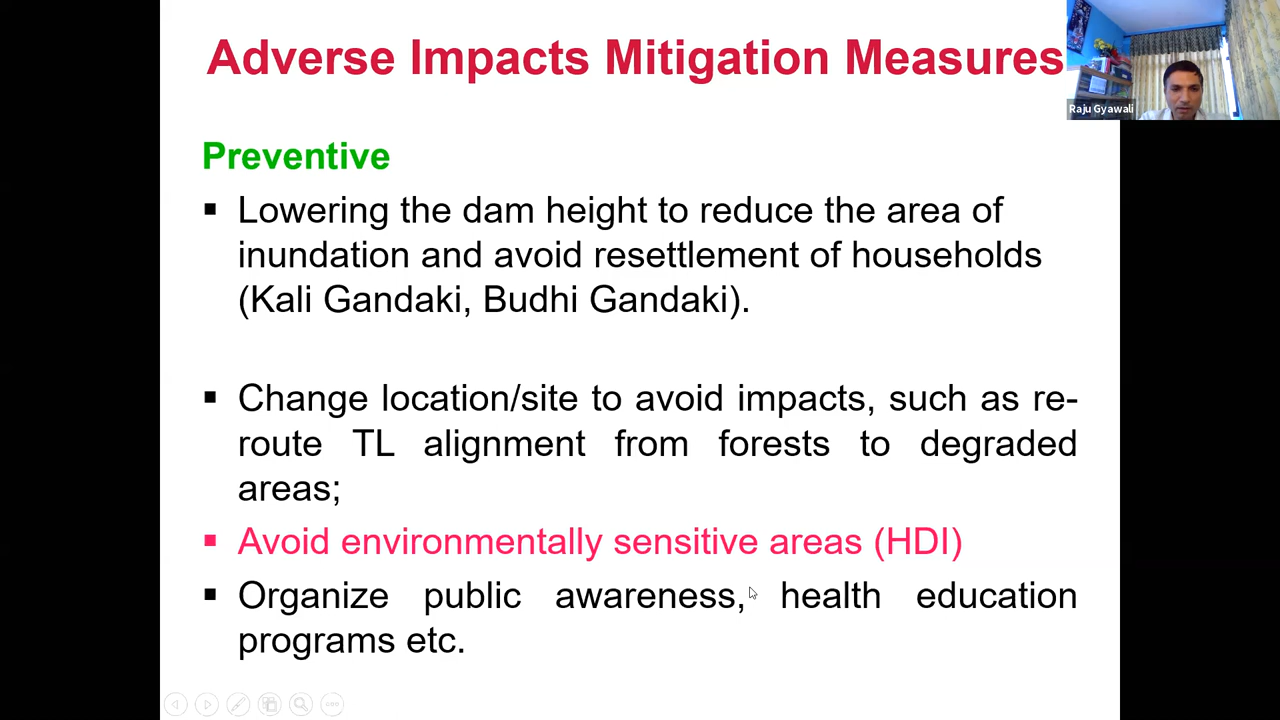 Adverse Impacts Mitigation Measures
Raju Gyawali
Preventive
▪ Lowering the dam height to reduce the area of
inundation and avoid resettlement of households
(Kali Gandaki, Budhi Gandaki).
▪ Change location/site to avoid impacts, such as re-
route TL alignment from forests to degraded
areas;
▪ Avoid environmentally sensitive areas (HDI)
▪ Organize public awareness, health education
programs etc.